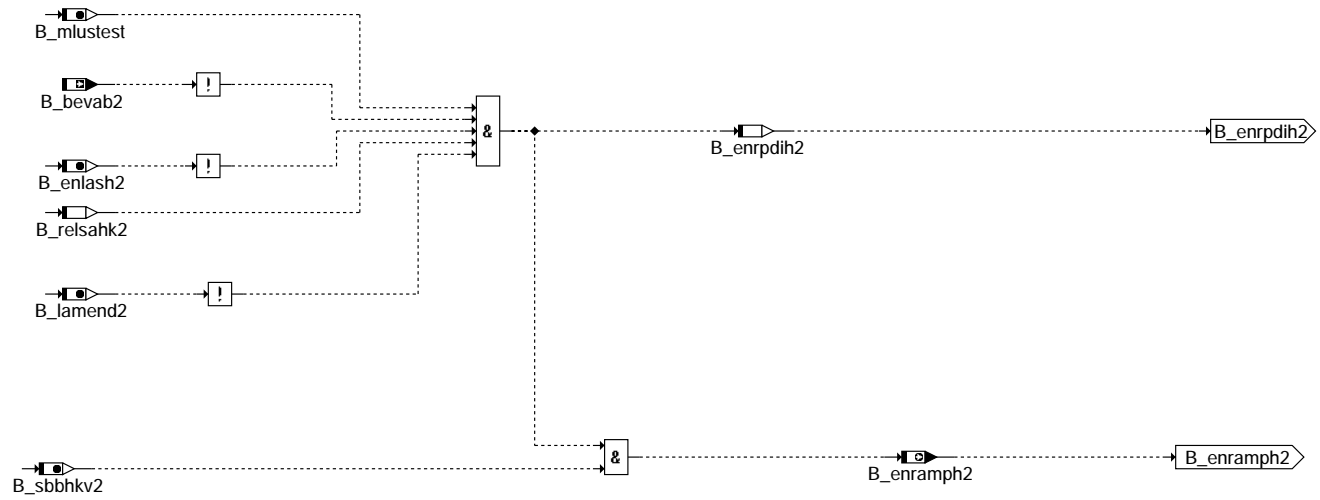 B_mlustest
B_bevab2
!
B_enlash2
!
B_relsahk2
B_lamend2
!
&
B_enrpdih2
B_enrpdih2
B_sbbhkv2
&
B_enramph2
B_enramph2